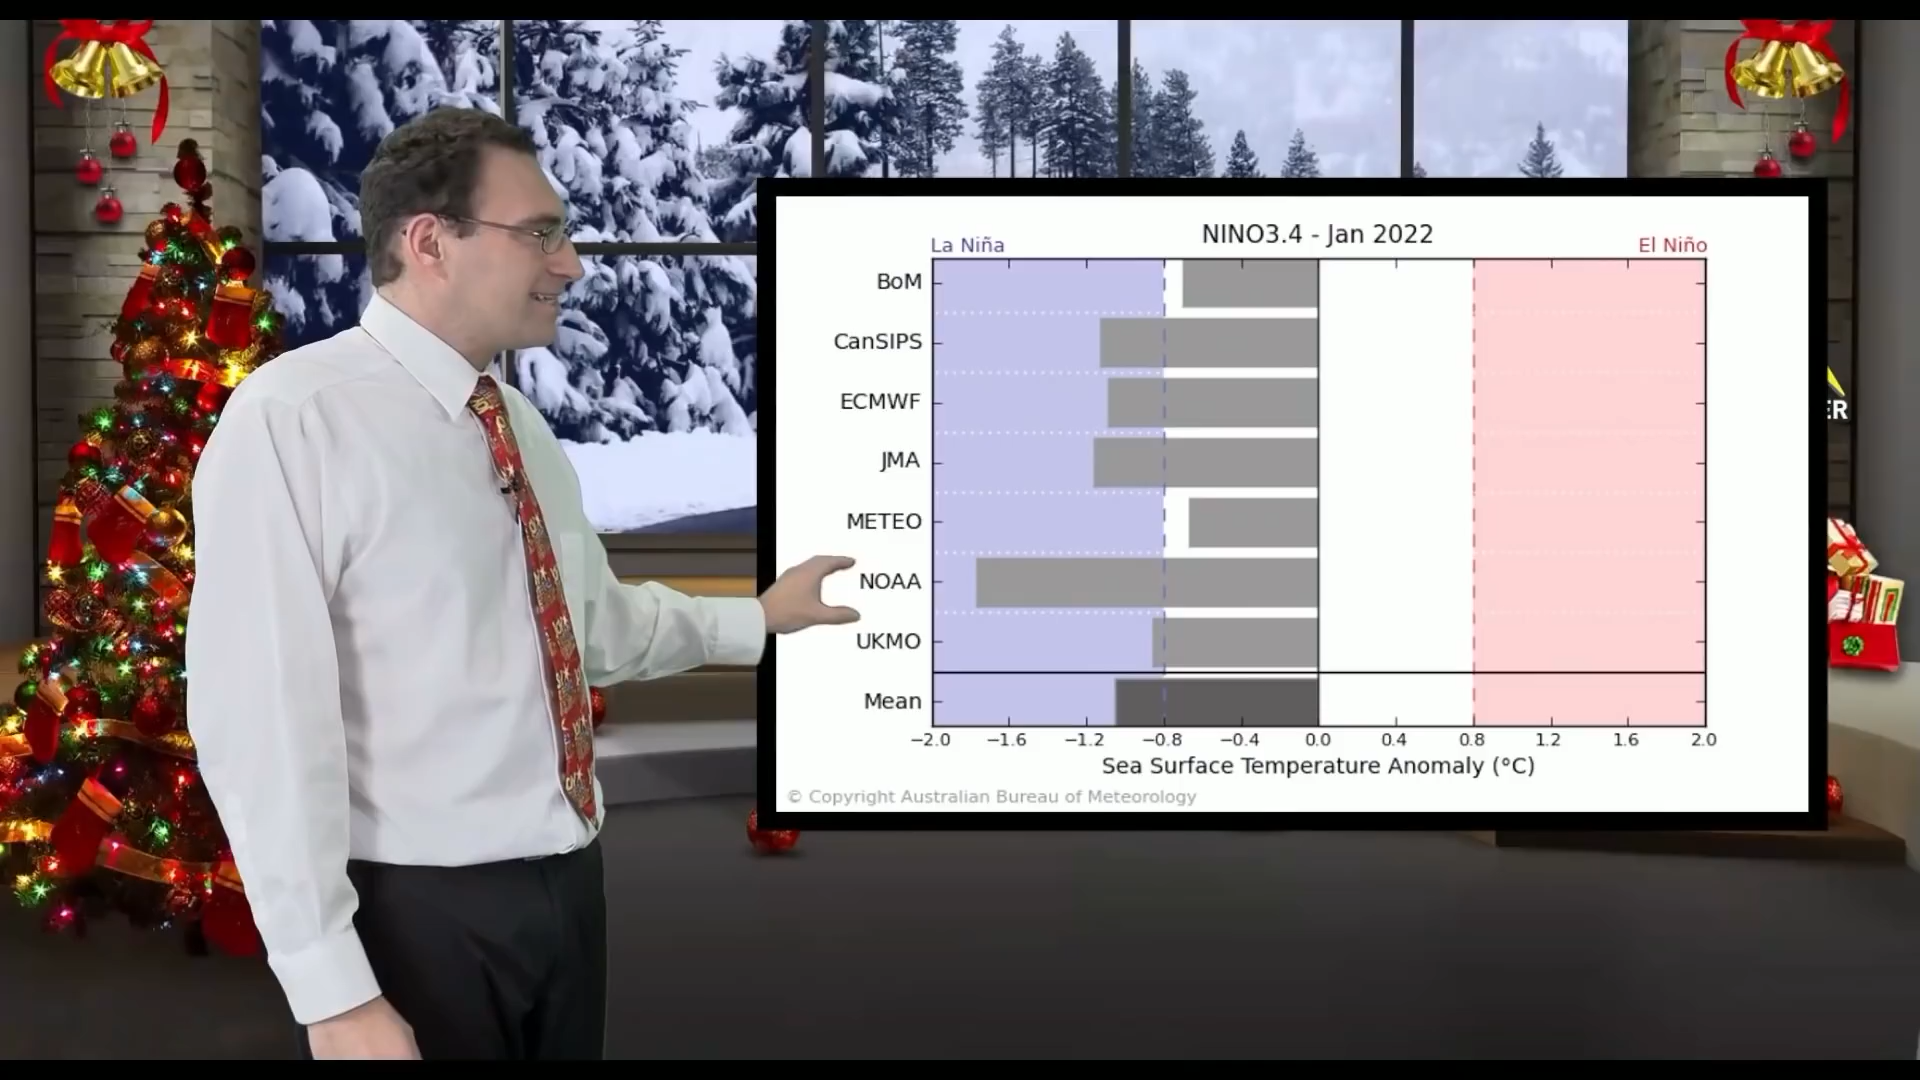 NINO3.4 - Jan 2022
La Niña
El Niño
BoM
CanSIPS
ECMWF
JMA
METEO
NOAA
UKMO
Mean
−2.0 −1.6 −1.2 −0.8 −0.4 0.0 0.4 0.8 1.2 1.6 2.0
Sea Surface Temperature Anomaly (°C)
© Copyright Australian Bureau of Meteorology
ER